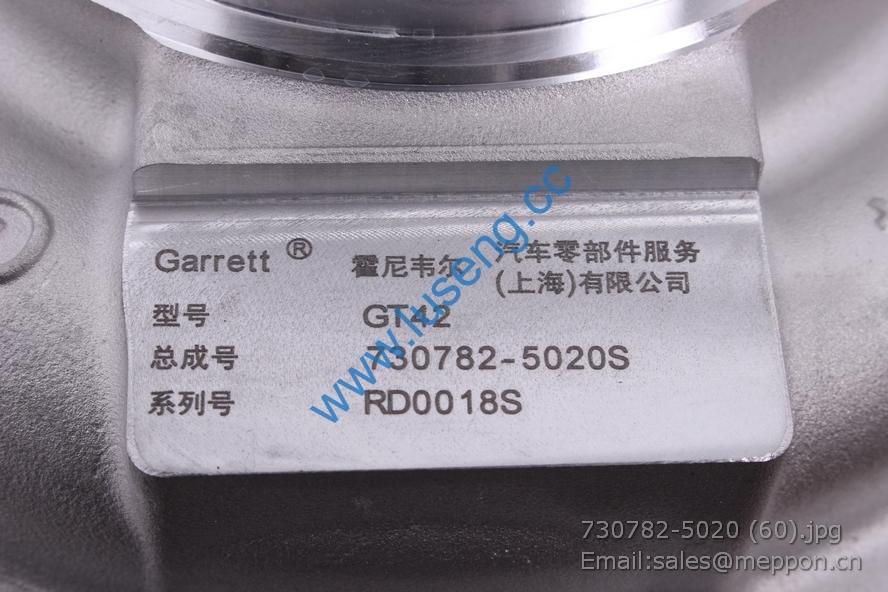 Garrett ® 霍尼韦尔 汽车零部件服务
(上海)有限公司
型号 GT42
总成号 730782-5020S
系列号 RD0018S
www.luseng.cc
730782-5020 (60).jpg
Email:sales@meppon.cn